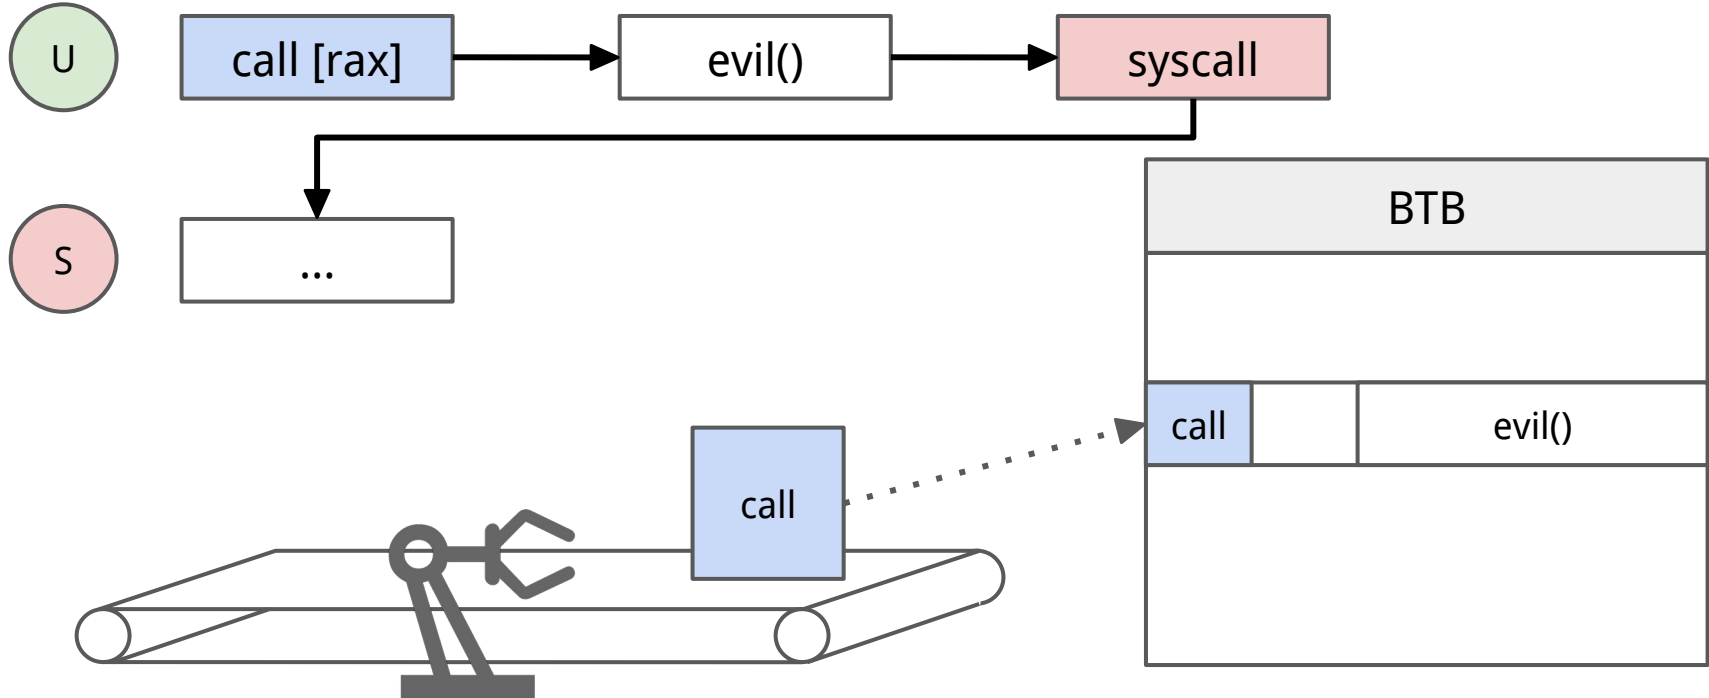 U
call [rax]
evil()
syscall
S
...
BTB
call
evil()
call